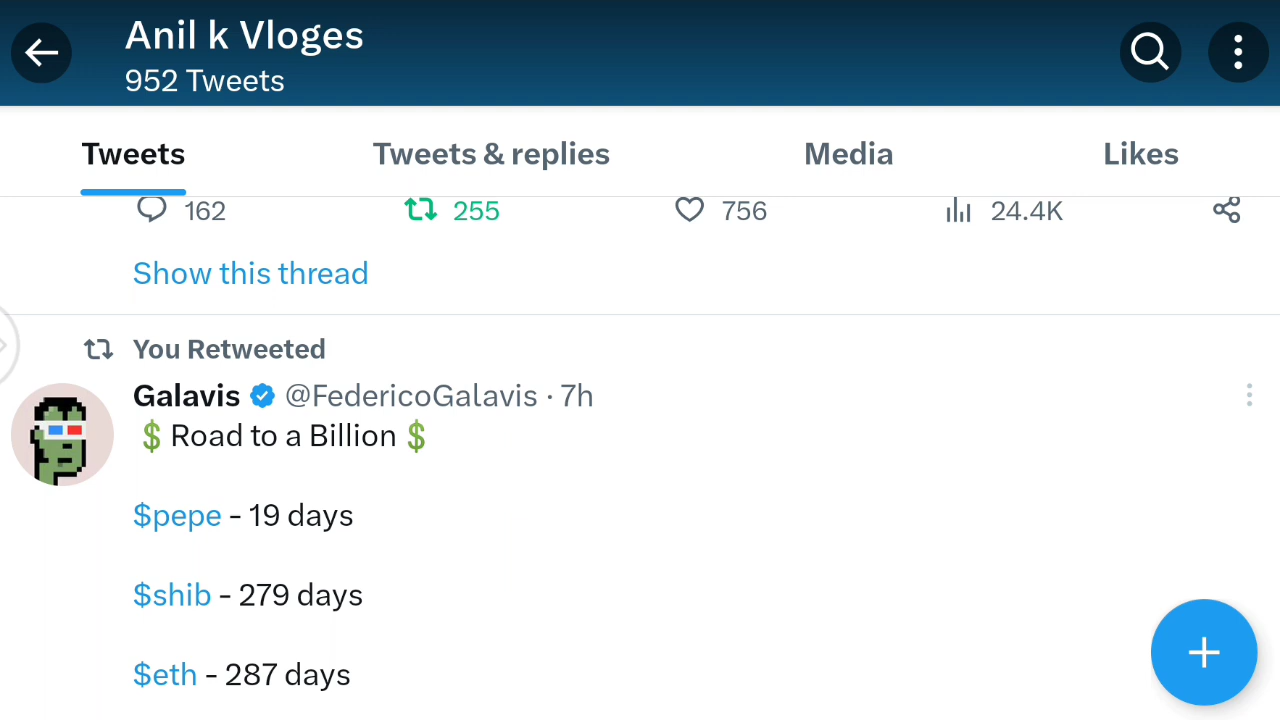 Anil k Vloges
952 Tweets
Tweets Tweets & replies Media Likes
162 255 756 24.4K
Show this thread
You Retweeted
Galavis @FedericoGalavis · 7h
💲Road to a Billion💲
$pepe - 19 days
$shib - 279 days
$eth - 287 days